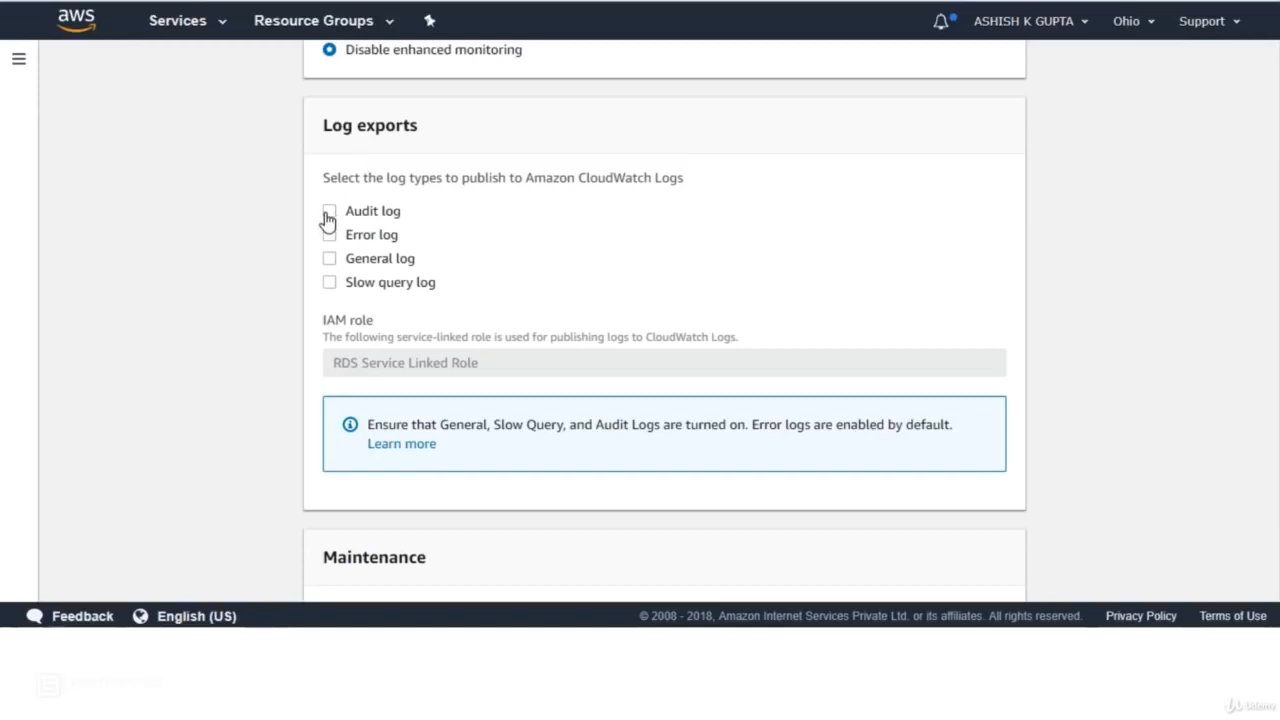 aws Services Resource Groups ASHISH K GUPTA Ohio Support
Disable enhanced monitoring
Log exports
Select the log types to publish to Amazon CloudWatch Logs
Audit log
Error log
General log
Slow query log
IAM role
The following service-linked role is used for publishing logs to CloudWatch Logs.
RDS Service Linked Role
Ensure that General, Slow Query, and Audit Logs are turned on. Error logs are enabled by default.
Learn more
Maintenance
Feedback English (US) © 2008 - 2018, Amazon Internet Services Private Ltd. or its affiliates. All rights reserved. Privacy Policy Terms of Use
Udemy